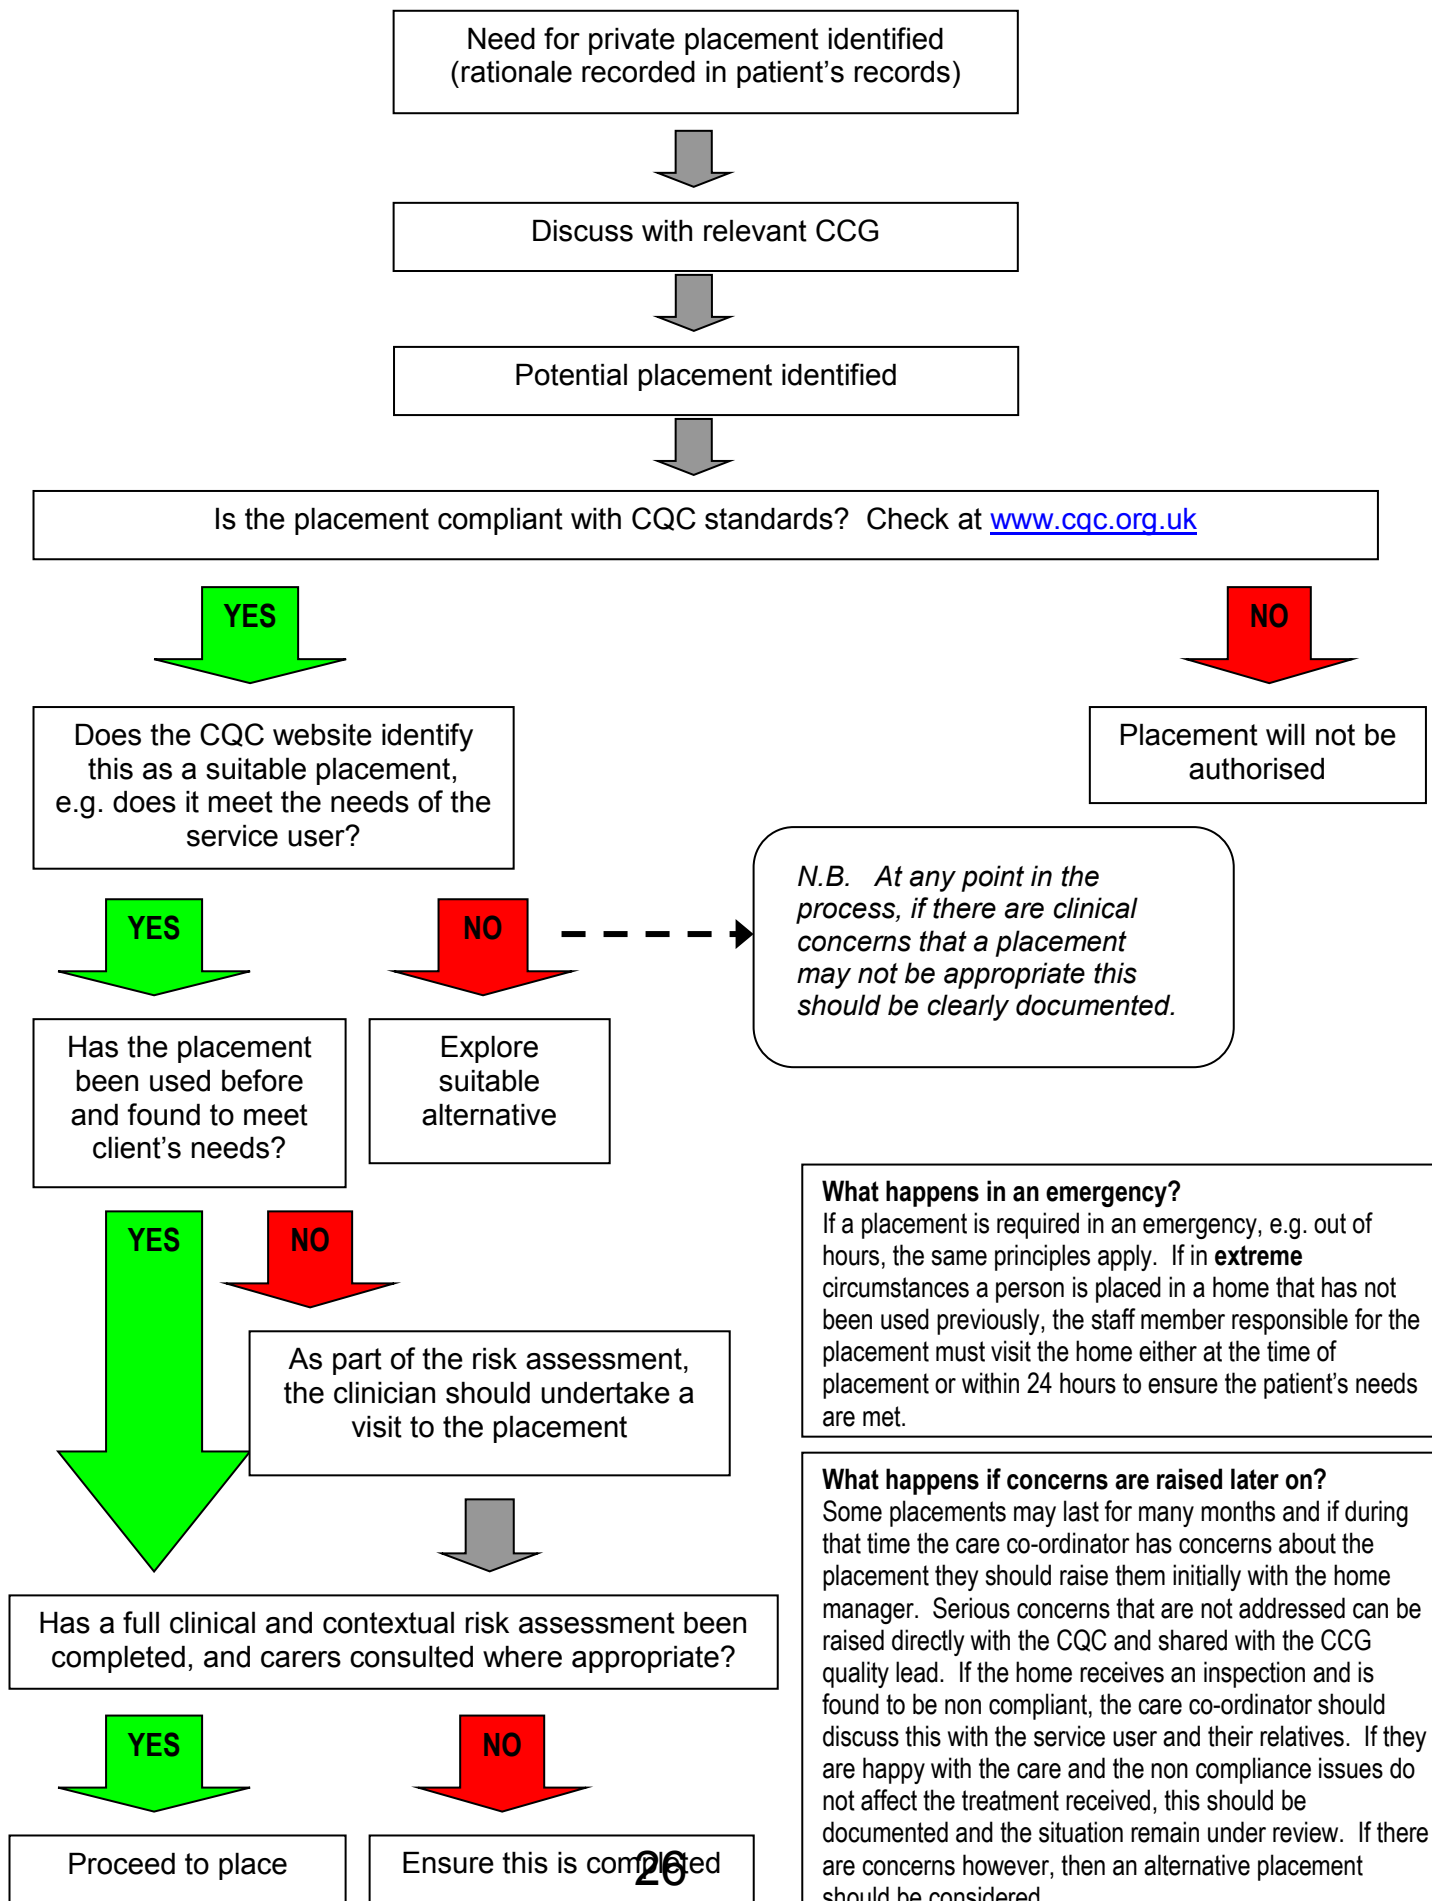 Need for private placement identified
(rationale recorded in patient's records)
Discuss with relevant CCG
Potential placement identified
Is the placement compliant with CQC standards?  Check at www.cqc.org.uk
YES
NO
Does the CQC website identify
this as a suitable placement,
e.g. does it meet the needs of the
service user?
Placement will not be
authorised
YES
NO
N.B.  At any point in the
process, if there are clinical
concerns that a placement
may not be appropriate this
should be clearly documented.
Has the placement
been used before
and found to meet
client's needs?
Explore
suitable
alternative
YES
NO
As part of the risk assessment,
the clinician should undertake a
visit to the placement
What happens in an emergency?
If a placement is required in an emergency, e.g. out of
hours, the same principles apply.  If in extreme
circumstances a person is placed in a home that has not
been used previously, the staff member responsible for the
placement must visit the home either at the time of
placement or within 24 hours to ensure the patient's needs
are met.
What happens if concerns are raised later on?
Some placements may last for many months and if during
that time the care co-ordinator has concerns about the
placement they should raise them initially with the home
manager.  Serious concerns that are not addressed can be
raised directly with the CQC and shared with the CCG
quality lead.  If the home receives an inspection and is
found to be non compliant, the care co-ordinator should
discuss this with the service user and their relatives.  If they
are happy with the care and the non compliance issues do
not affect the treatment received, this should be
documented and the situation remain under review.  If there
are concerns however, then an alternative placement
should be considered
Has a full clinical and contextual risk assessment been
completed, and carers consulted where appropriate?
YES
NO
Proceed to place
Ensure this is completed
26